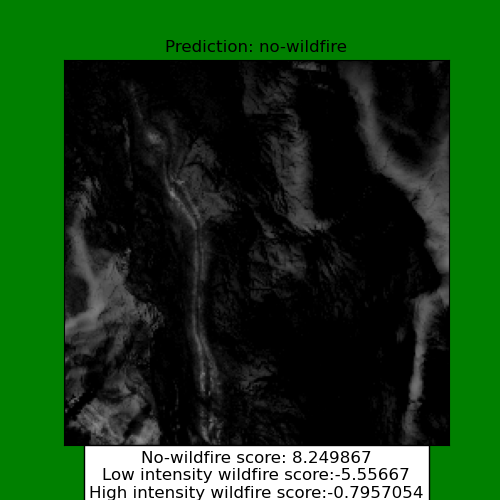 Prediction: no-wildfire
No-wildfire score: 8.249867
Low intensity wildfire score:-5.55667
High intensity wildfire score:-0.7957054